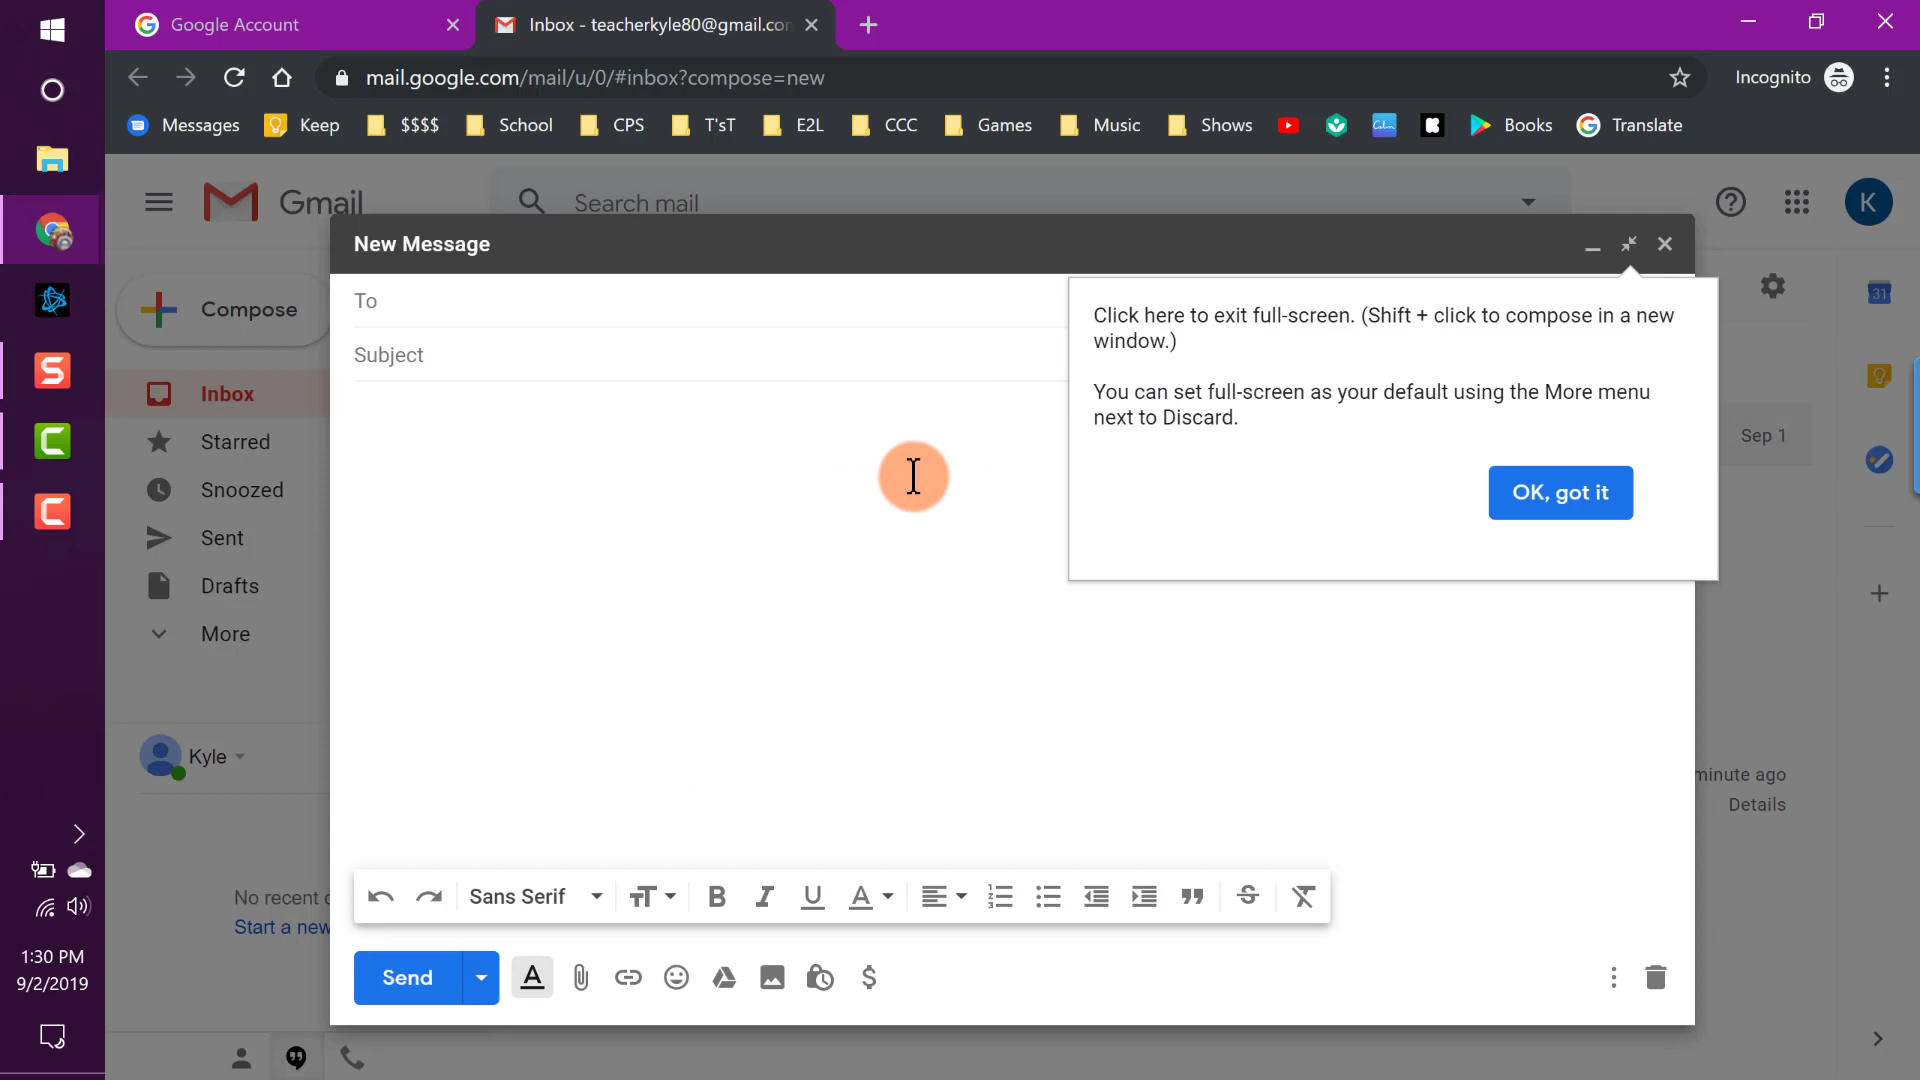 Google Account
Inbox - teacherkyle80@gmail.co
mail.google.com/mail/u/0/#inbox?compose=new
Incognito
Messages
Keep
$$$$
School
CPS
T'sT
E2L
CCC
Games
Music
Shows
Books
Translate
Gmail
Search mail
K
New Message
To
Subject
Click here to exit full-screen. (Shift + click to compose in a new
window.)
You can set full-screen as your default using the More menu
next to Discard.
OK, got it
Compose
Inbox
Starred
Snoozed
Sent
Drafts
More
Sep 1
31
Kyle
minute ago
Details
No recent
Start a new
Sans Serif
Send
1:30 PM
9/2/2019